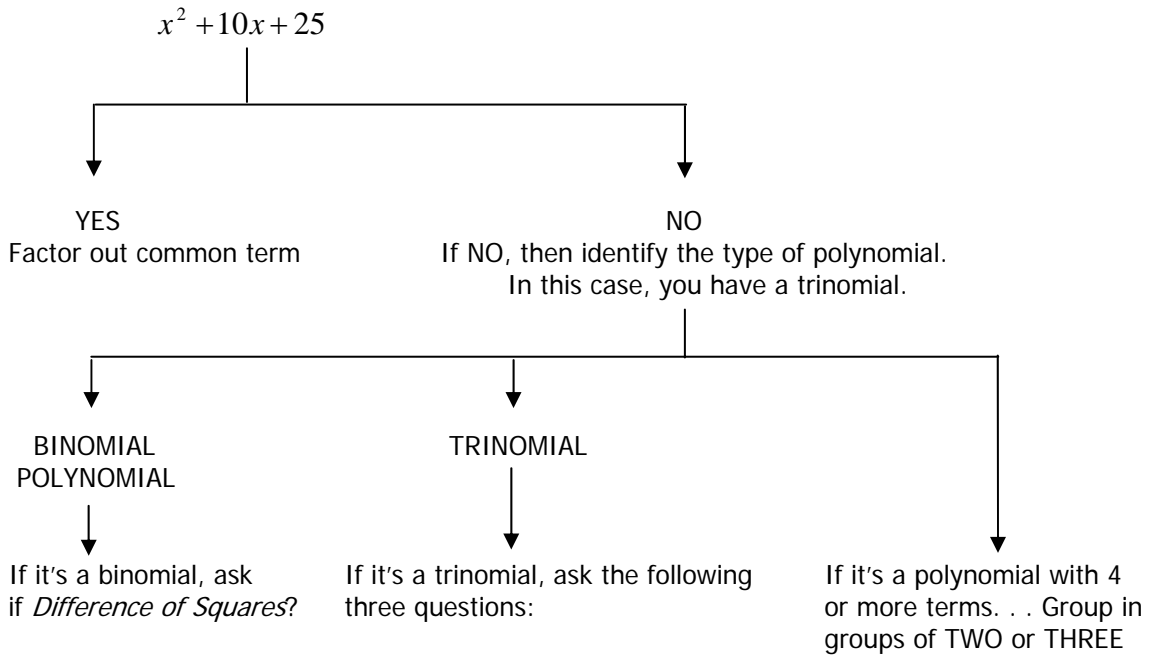 x² + 10x + 25
YES
Factor out common term
NO
If NO, then identify the type of polynomial.
In this case, you have a trinomial.
BINOMIAL
POLYNOMIAL
TRINOMIAL
If it's a binomial, ask
if Difference of Squares?
If it's a trinomial, ask the following
three questions:
If it's a polynomial with 4
or more terms. . . Group in
groups of TWO or THREE